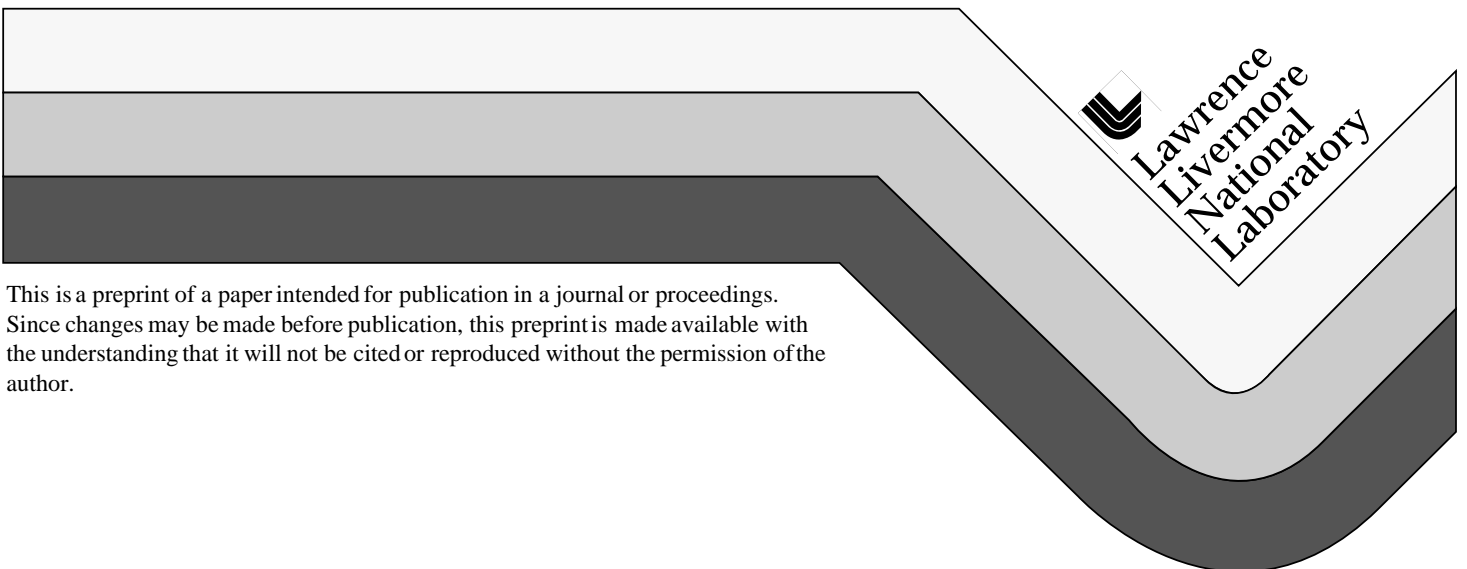 Lawrence
Livermore
National
Laboratory
This is a preprint of a paper intended for publication in a journal or proceedings.
Since changes may be made before publication, this preprint is made available with
the understanding that it will not be cited or reproduced without the permission of the
author.